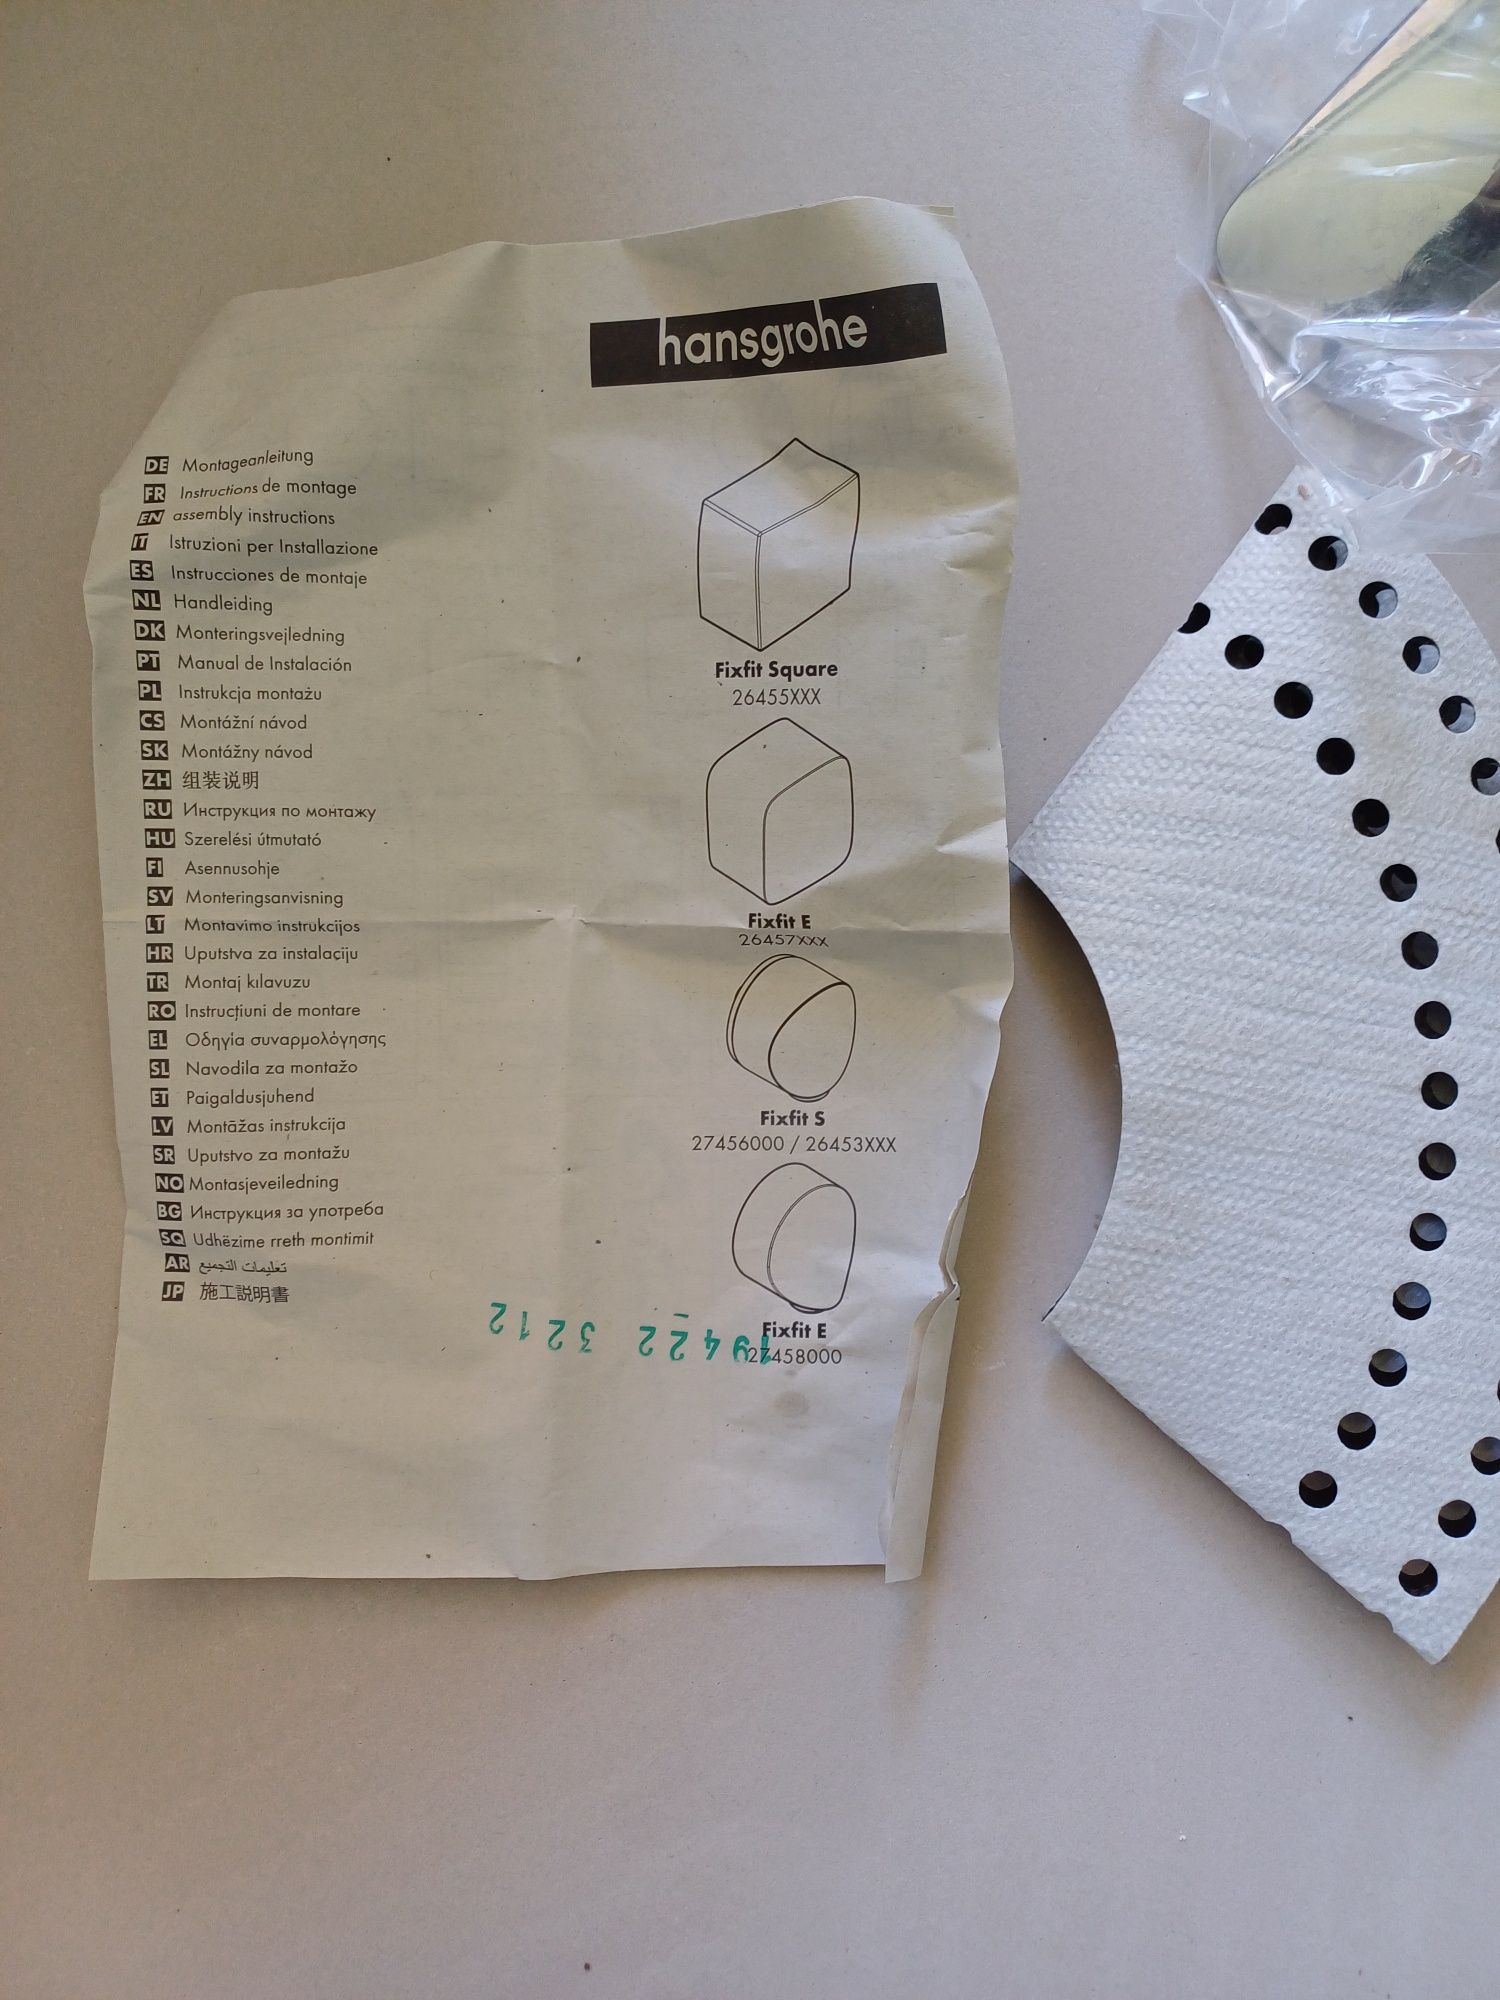 hansgrohe
DE Montageanleitung
FR Instructions de montage
EN assembly instructions
IT Istruzioni per Installazione
ES Instrucciones de montaje
NL Handleiding
DK Monteringsvejledning
PT Manual de Instalación
PL Instrukcja montażu
CS Montážní návod
SK Montážny návod
ZH 组装说明
RU Инструкция по монтажу
HU Szerelési útmutató
FI Asennusohje
SV Monteringsanvisning
LT Montavimo instrukcijos
HR Uputstva za instalaciju
TR Montaj kılavuzu
RO Instrucțiuni de montare
EL Οδηγία συναρμολόγησης
SL Navodila za montažo
ET Paigaldusjuhend
LV Montāžas instrukcija
SR Uputstvo za montažu
NO Montasjeveiledning
BG Инструкция за употреба
SQ Udhëzime rreth montimit
AR تعليمات التجميع
JP 施工説明書
Fixfit Square
26455XXX
Fixfit E
26457XXX
Fixfit S
27456000 / 26453XXX
Fixfit E
27458000
19422 3212